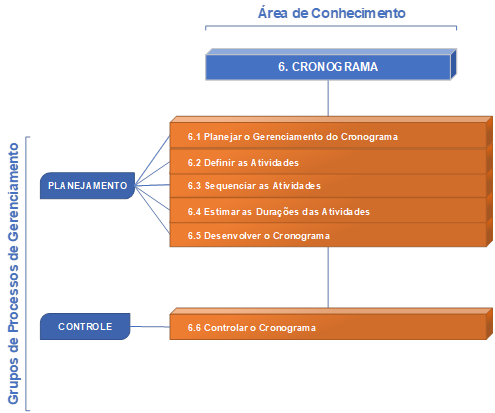 Área de Conhecimento
6. CRONOGRAMA
Grupos de Processos de Gerenciamento
PLANEJAMENTO
6.1 Planejar o Gerenciamento do Cronograma
6.2 Definir as Atividades
6.3 Sequenciar as Atividades
6.4 Estimar as Durações das Atividades
6.5 Desenvolver o Cronograma
CONTROLE
6.6 Controlar o Cronograma